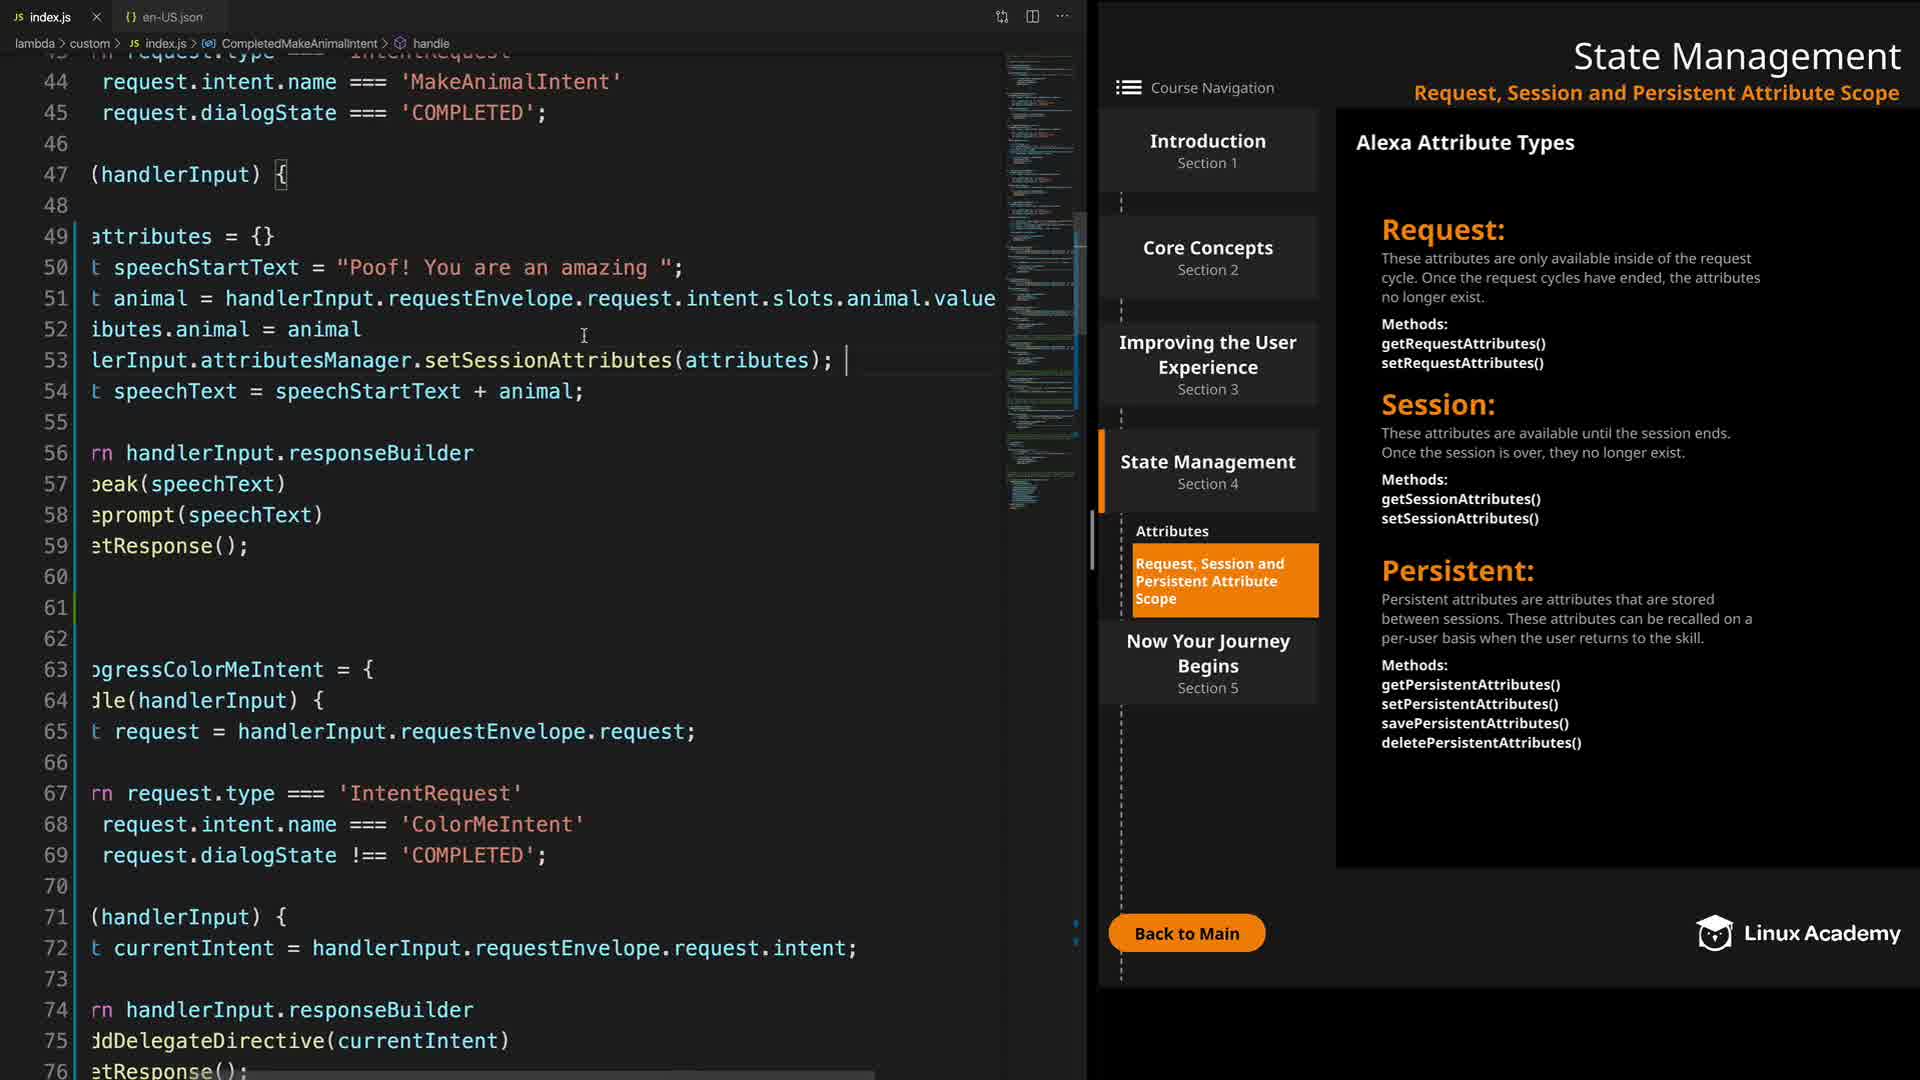 index.js
en-US.json
lambda > custom > JS index.js > CompletedMakeAnimalIntent > handle
44 request.intent.name === 'MakeAnimalIntent'
45 request.dialogState === 'COMPLETED';
46
47 (handlerInput) {
48
49 attributes = {}
50 t speechStartText = "Poof! You are an amazing ";
51 t animal = handlerInput.requestEnvelope.request.intent.slots.animal.value
52 ibutes.animal = animal
53 lerInput.attributesManager.setSessionAttributes(attributes);
54 t speechText = speechStartText + animal;
55
56 rn handlerInput.responseBuilder
57 peak(speechText)
58 eprompt(speechText)
59 etResponse();
60
61
62
63 ogressColorMeIntent = {
64 dle(handlerInput) {
65 t request = handlerInput.requestEnvelope.request;
66
67 rn request.type === 'IntentRequest'
68 request.intent.name === 'ColorMeIntent'
69 request.dialogState !== 'COMPLETED';
70
71 (handlerInput) {
72 t currentIntent = handlerInput.requestEnvelope.request.intent;
73
74 rn handlerInput.responseBuilder
75 ddDelegateDirective(currentIntent)
76 etResponse();
State Management
Request, Session and Persistent Attribute Scope
Course Navigation
Introduction
Section 1
Core Concepts
Section 2
Improving the User
Experience
Section 3
State Management
Section 4
Attributes
Request, Session and
Persistent Attribute
Scope
Now Your Journey
Begins
Section 5
Back to Main
Alexa Attribute Types
Request:
These attributes are only available inside of the request
cycle. Once the request cycles have ended, the attributes
no longer exist.
Methods:
getRequestAttributes()
setRequestAttributes()
Session:
These attributes are available until the session ends.
Once the session is over, they no longer exist.
Methods:
getSessionAttributes()
setSessionAttributes()
Persistent:
Persistent attributes are attributes that are stored
between sessions. These attributes can be recalled on a
per-user basis when the user returns to the skill.
Methods:
getPersistentAttributes()
setPersistentAttributes()
savePersistentAttributes()
deletePersistentAttributes()
Linux Academy